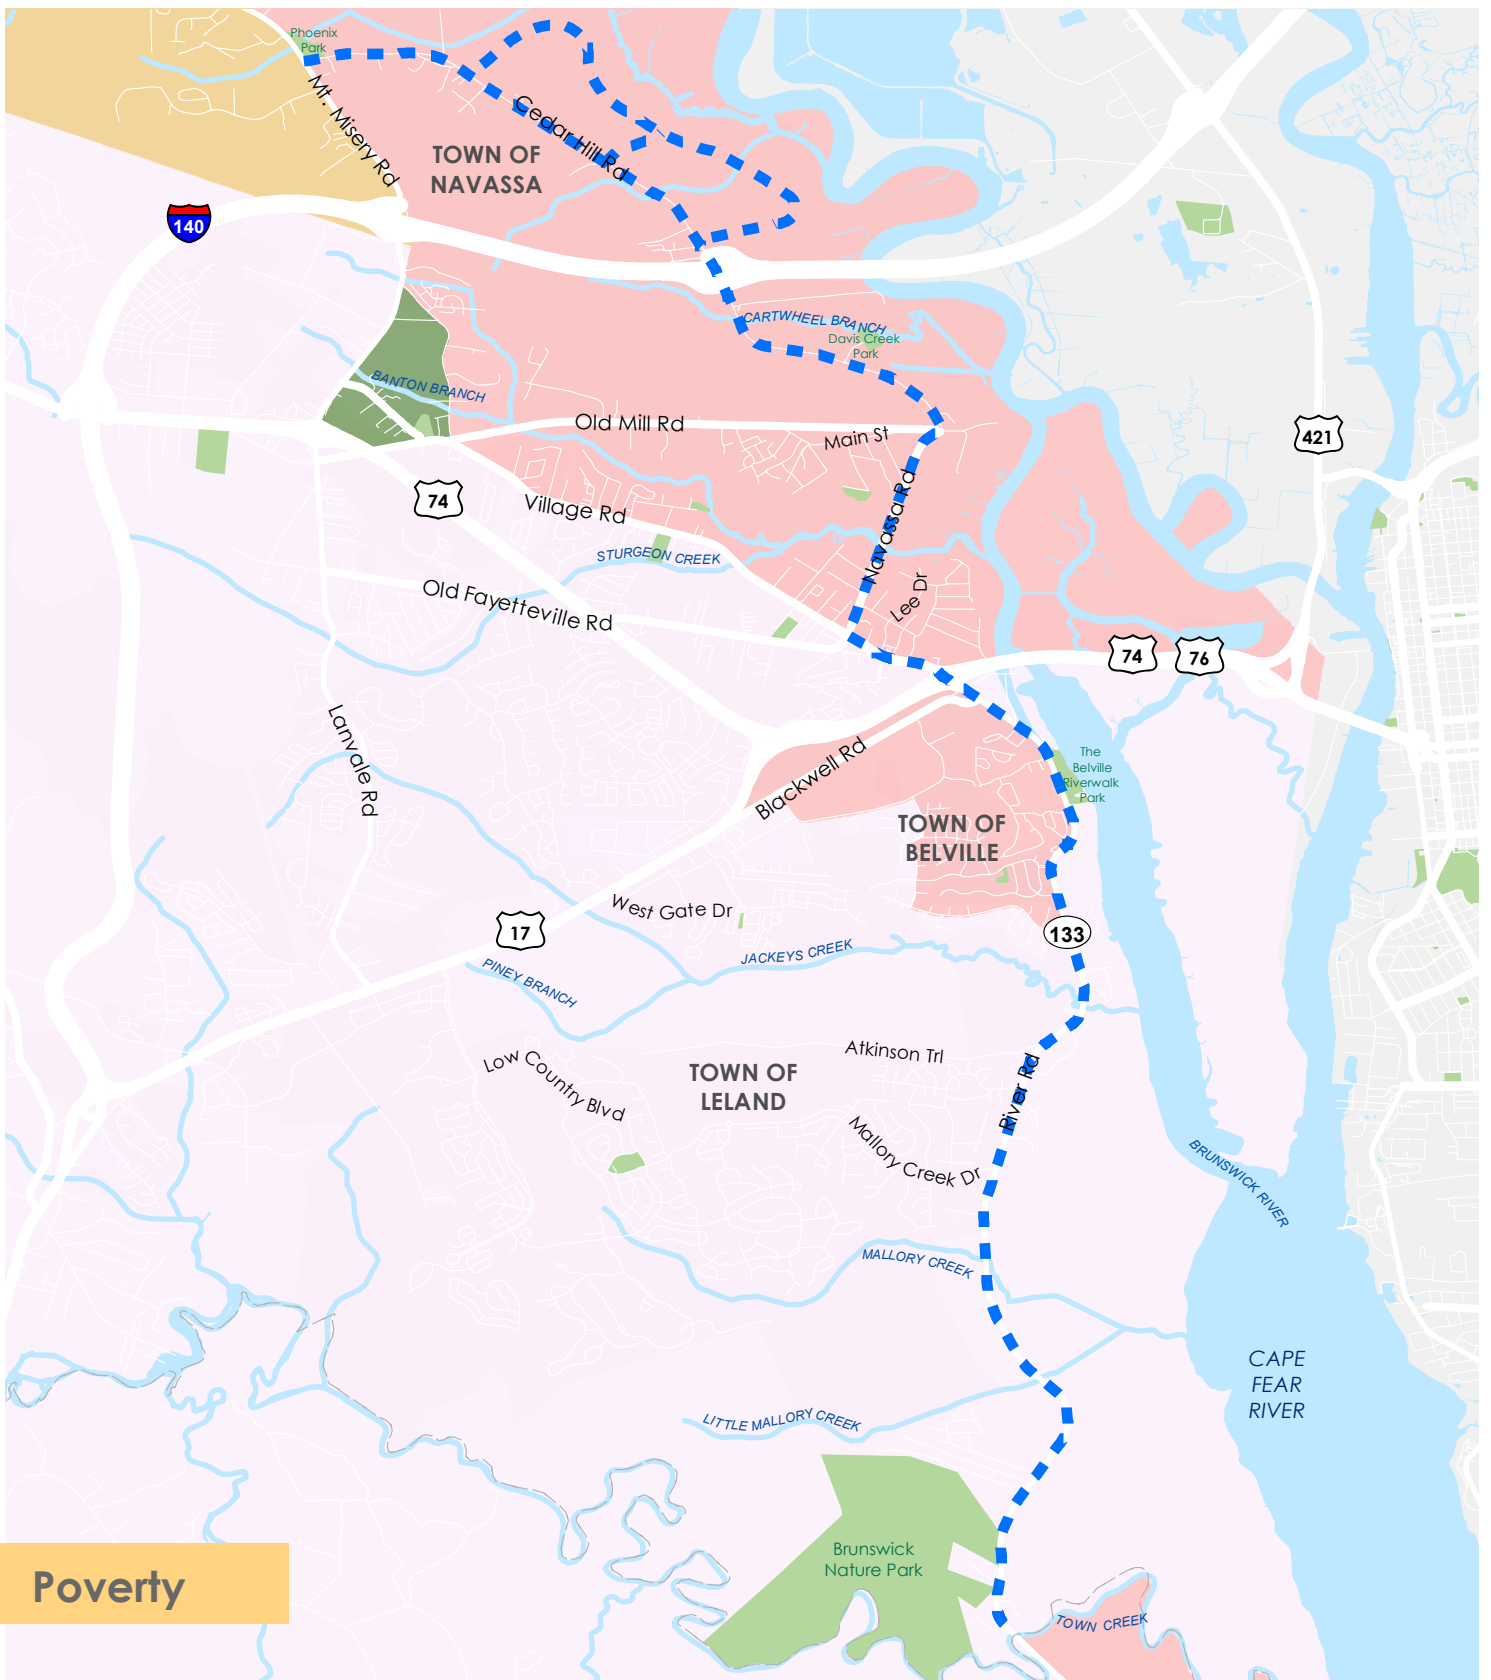 Phoenix
Park
Mt. Misery Rd
Cedar Hill Rd
TOWN OF
NAVASSA
140
CARTWHEEL BRANCH
Davis Creek
Park
BANTON BRANCH
Old Mill Rd
Main St
421
74
Village Rd
Navassa Rd
STURGEON CREEK
Old Fayetteville Rd
Lee Dr
74
76
Lanvale Rd
Blackwell Rd
The
Belville
Riverwalk
Park
TOWN OF
BELVILLE
West Gate Dr
17
133
JACKEYS CREEK
PINEY BRANCH
Low Country Blvd
TOWN OF
LELAND
Atkinson Trl
River Rd
Mallory Creek Dr
BRUNSWICK RIVER
MALLORY CREEK
CAPE
FEAR
RIVER
LITTLE MALLORY CREEK
Brunswick
Nature Park
Poverty
TOWN CREEK